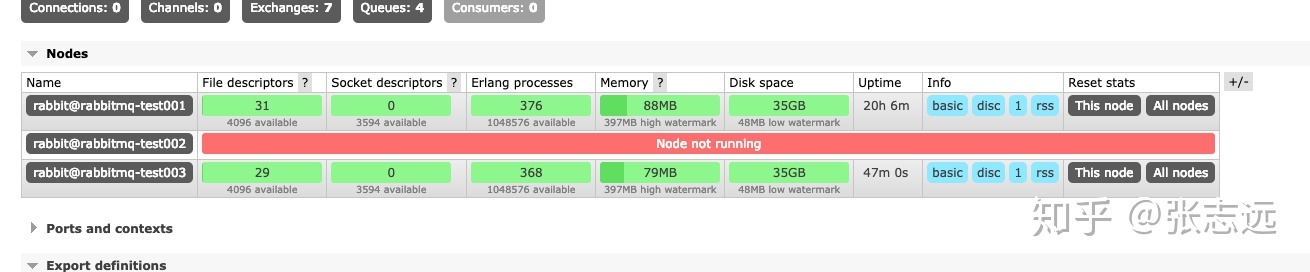 Connections: 0 Channels: 0 Exchanges: 7 Queues: 4 Consumers: 0
Nodes
Name File descriptors ? Socket descriptors ? Erlang processes Memory ? Disk space Uptime Info Reset stats +/-
rabbit@rabbitmq-test001 31 0 376 88MB 35GB 20h 6m basic disc 1 rss This node All nodes
4096 available 3594 available 1048576 available 397MB high watermark 48MB low watermark
rabbit@rabbitmq-test002 Node not running
rabbit@rabbitmq-test003 29 0 368 79MB 35GB 47m 0s basic disc 1 rss This node All nodes
4096 available 3594 available 1048576 available 397MB high watermark 48MB low watermark
知乎 @张志远
Ports and contexts
Export definitions